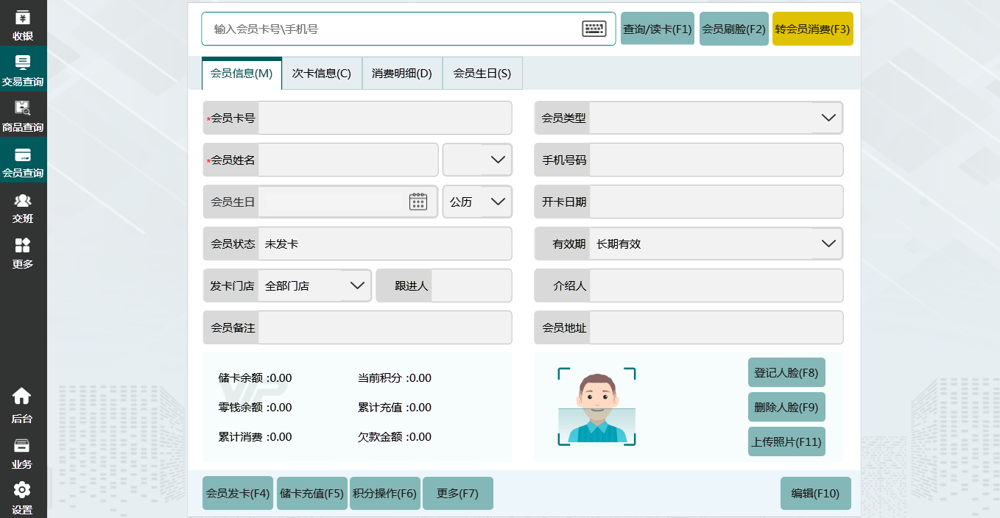 收银
交易查询
商品查询
会员查询
交班
更多
后台
业务
设置
输入会员卡号\手机号
查询/读卡(F1)
会员刷脸(F2)
转会员消费(F3)
会员信息(M)
次卡信息(C)
消费明细(D)
会员生日(S)
*会员卡号
会员类型
*会员姓名
手机号码
会员生日
公历
开卡日期
会员状态 未发卡
有效期 长期有效
发卡门店 全部门店
跟进人
介绍人
会员备注
会员地址
VIP
储卡余额 :0.00
当前积分 :0.00
零钱余额 :0.00
累计充值 :0.00
累计消费 :0.00
欠款金额 :0.00
登记人脸(F8)
删除人脸(F9)
上传照片(F11)
会员发卡(F4)
储卡充值(F5)
积分操作(F6)
更多(F7)
编辑(F10)